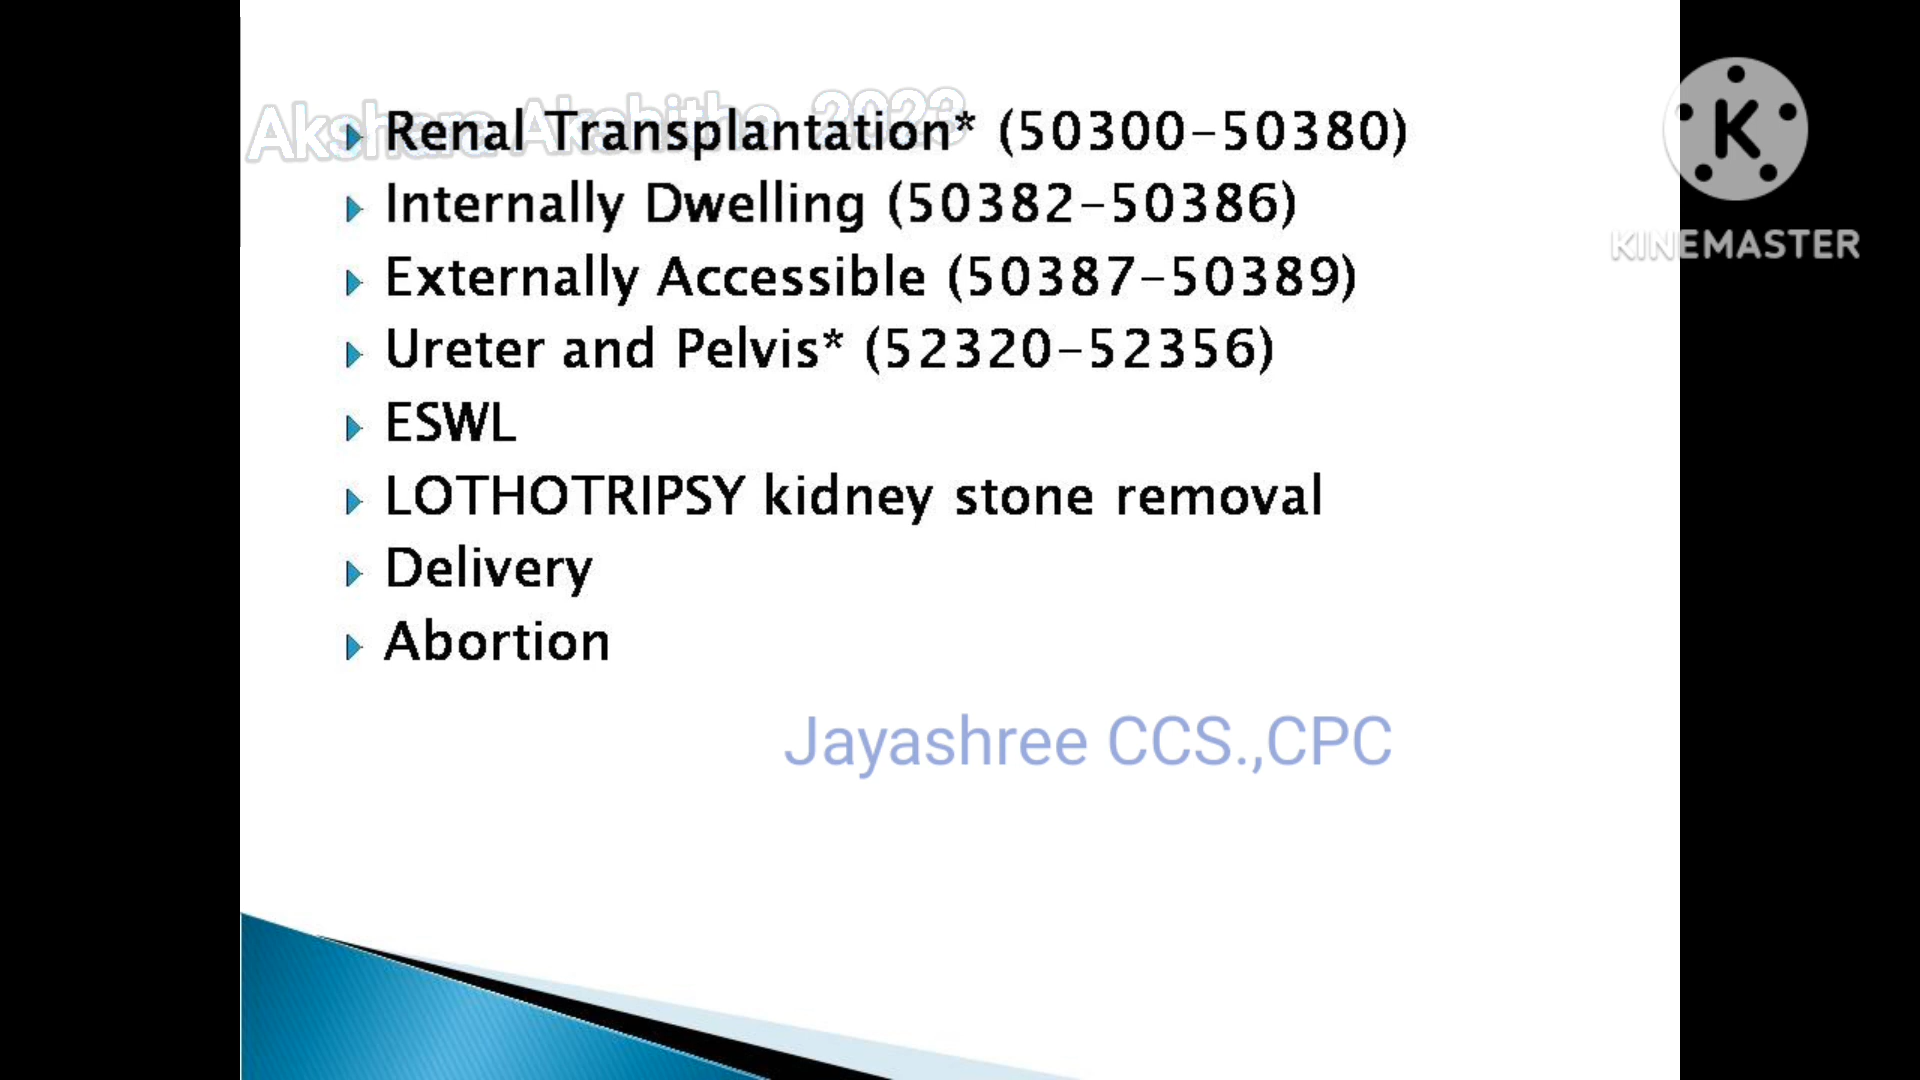 Akshara Akshitha 2023
Renal Transplantation* (50300-50380)
Internally Dwelling (50382-50386)
Externally Accessible (50387-50389)
Ureter and Pelvis* (52320-52356)
ESWL
LOTHOTRIPSY kidney stone removal
Delivery
Abortion
Jayashree CCS.,CPC
K
KINEMASTER